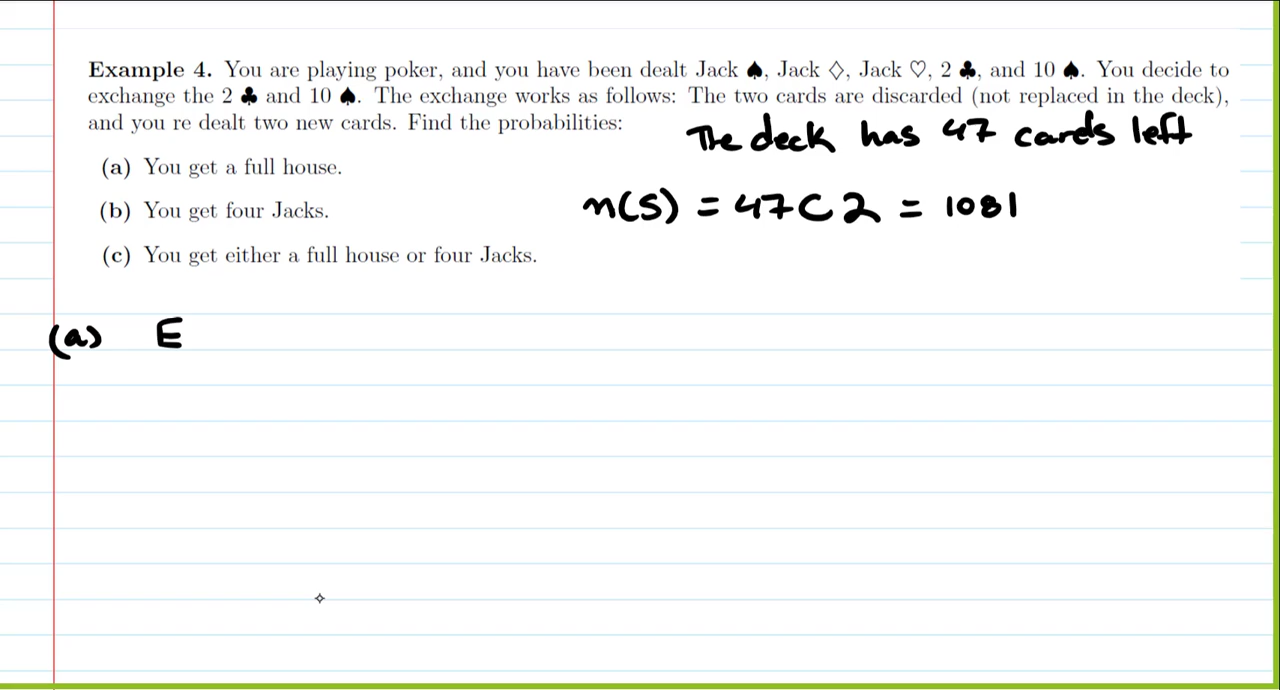 Example 4. You are playing poker, and you have been dealt Jack ♠, Jack ♢, Jack ♡, 2 ♣, and 10 ♠. You decide to
exchange the 2 ♣ and 10 ♠. The exchange works as follows: The two cards are discarded (not replaced in the deck),
and you re dealt two new cards. Find the probabilities:
The deck has 47 cards left
(a) You get a full house.
(b) You get four Jacks.
n(S) = 47C2 = 1081
(c) You get either a full house or four Jacks.
(a) E